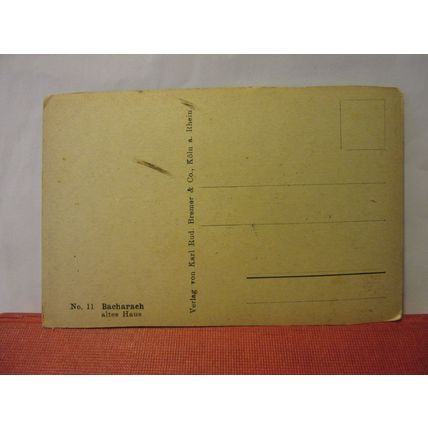 No. 11 Bacharach
altes Haus
Verlag von Karl Rud. Bremer & Co., Köln a. Rhein